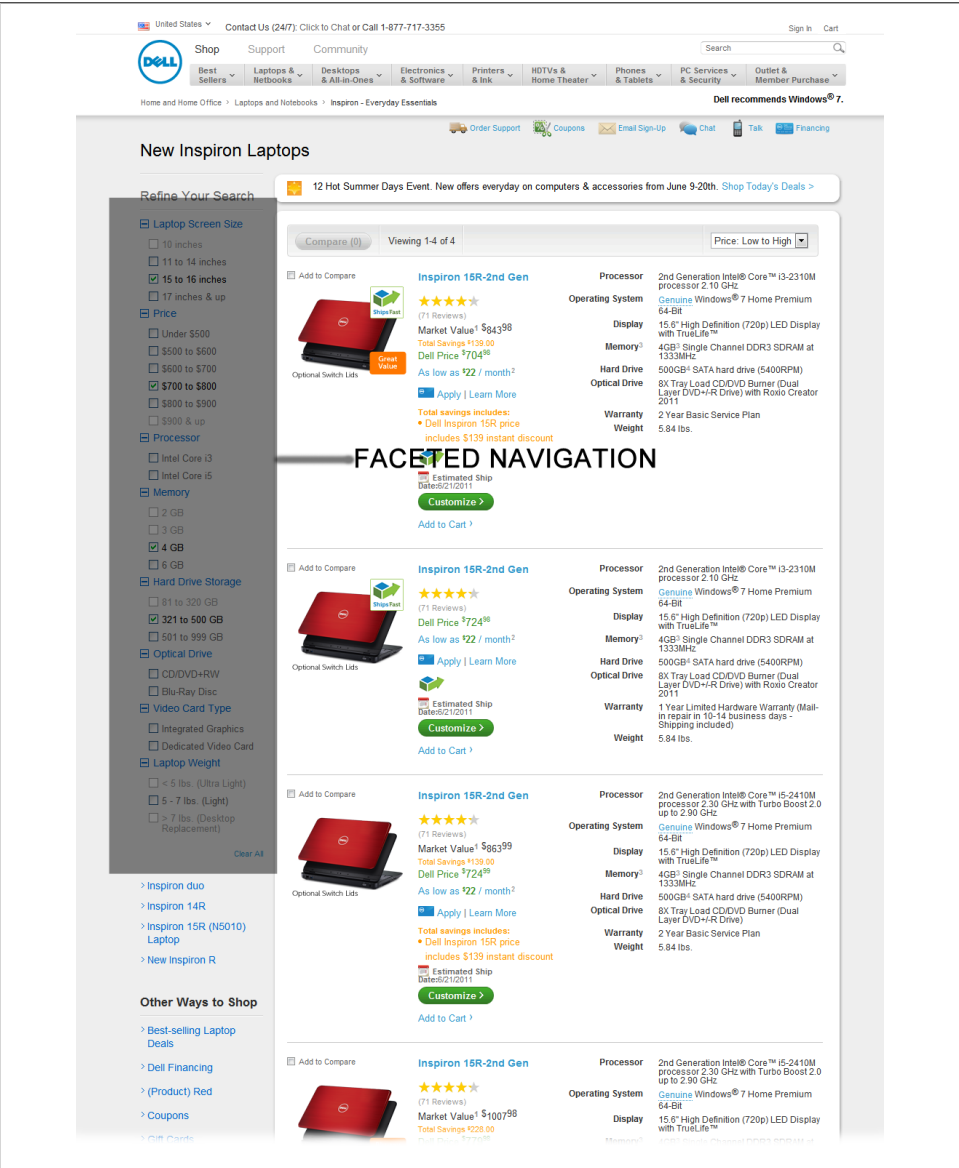 United States
Contact Us (24/7): Click to Chat or Call 1-877-717-3355
Sign In Cart
DELL
Shop Support Community
Search
Best Sellers
Laptops & Netbooks
Desktops & All-in-Ones
Electronics & Software
Printers & Ink
HDTVs & Home Theater
Phones & Tablets
PC Services & Security
Outlet & Member Purchase
Home and Home Office > Laptops and Notebooks > Inspiron - Everyday Essentials
Dell recommends Windows® 7.
Order Support Coupons Email Sign-Up Chat Talk Financing
New Inspiron Laptops
12 Hot Summer Days Event. New offers everyday on computers & accessories from June 9-20th. Shop Today's Deals >
Refine Your Search
Laptop Screen Size
10 inches
11 to 14 inches
15 to 16 inches
17 inches & up
Price
Under $500
$500 to $600
$600 to $700
$700 to $800
$800 to $900
$900 & up
Processor
Intel Core i3
Intel Core i5
Memory
2 GB
3 GB
4 GB
6 GB
Hard Drive Storage
81 to 320 GB
321 to 500 GB
501 to 999 GB
Optical Drive
CD/DVD+RW
Blu-Ray Disc
Video Card Type
Integrated Graphics
Dedicated Video Card
Laptop Weight
< 5 lbs. (Ultra Light)
5 - 7 lbs. (Light)
> 7 lbs. (Desktop
Replacement)
Clear All
> Inspiron duo
> Inspiron 14R
> Inspiron 15R (N5010)
Laptop
> New Inspiron R
Other Ways to Shop
> Best-selling Laptop
Deals
> Dell Financing
> (Product) Red
> Coupons
> Gift Cards
FACETED NAVIGATION
Compare (0)
Viewing 1-4 of 4
Price: Low to High
Add to Compare
Ships Fast
Great Value
Optional Switch Lids
Inspiron 15R-2nd Gen
(71 Reviews)
Market Value¹ $843⁹⁸
Total Savings $139.00
Dell Price $704⁹⁸
As low as $22 / month²
Apply | Learn More
Total savings includes:
• Dell Inspiron 15R price
includes $139 instant discount
Estimated Ship
Date:6/21/2011
Customize >
Add to Cart >
Processor 2nd Generation Intel® Core™ i3-2310M
processor 2.10 GHz
Operating System Genuine Windows® 7 Home Premium
64-Bit
Display 15.6" High Definition (720p) LED Display
with TrueLife™
Memory³ 4GB³ Single Channel DDR3 SDRAM at
1333MHz
Hard Drive 500GB⁴ SATA hard drive (5400RPM)
Optical Drive 8X Tray Load CD/DVD Burner (Dual
Layer DVD+/-R Drive) with Roxio Creator
2011
Warranty 2 Year Basic Service Plan
Weight 5.84 lbs.
Add to Compare
Ships Fast
Optional Switch Lids
Inspiron 15R-2nd Gen
(71 Reviews)
Dell Price $724⁹⁸
As low as $22 / month²
Apply | Learn More
Estimated Ship
Date:6/21/2011
Customize >
Add to Cart >
Processor 2nd Generation Intel® Core™ i3-2310M
processor 2.10 GHz
Operating System Genuine Windows® 7 Home Premium
64-Bit
Display 15.6" High Definition (720p) LED Display
with TrueLife™
Memory³ 4GB³ Single Channel DDR3 SDRAM at
1333MHz
Hard Drive 500GB⁴ SATA hard drive (5400RPM)
Optical Drive 8X Tray Load CD/DVD Burner (Dual
Layer DVD+/-R Drive) with Roxio Creator
2011
Warranty 1 Year Limited Hardware Warranty (Mail-
in repair in 10-14 business days -
Shipping included)
Weight 5.84 lbs.
Add to Compare
Optional Switch Lids
Inspiron 15R-2nd Gen
(71 Reviews)
Market Value¹ $863⁹⁹
Total Savings $139.00
Dell Price $724⁹⁹
As low as $22 / month²
Apply | Learn More
Total savings includes:
• Dell Inspiron 15R price
includes $139 instant discount
Estimated Ship
Date:6/21/2011
Customize >
Add to Cart >
Processor 2nd Generation Intel® Core™ i5-2410M
processor 2.30 GHz with Turbo Boost 2.0
up to 2.90 GHz
Operating System Genuine Windows® 7 Home Premium
64-Bit
Display 15.6" High Definition (720p) LED Display
with TrueLife™
Memory³ 4GB³ Single Channel DDR3 SDRAM at
1333MHz
Hard Drive 500GB⁴ SATA hard drive (5400RPM)
Optical Drive 8X Tray Load CD/DVD Burner (Dual
Layer DVD+/-R Drive)
Warranty 2 Year Basic Service Plan
Weight 5.84 lbs.
Add to Compare
Inspiron 15R-2nd Gen
(71 Reviews)
Market Value¹ $1007⁹⁸
Total Savings $228.00
Processor 2nd Generation Intel® Core™ i5-2410M
processor 2.30 GHz with Turbo Boost 2.0
up to 2.90 GHz
Operating System Genuine Windows® 7 Home Premium
64-Bit
Display 15.6" High Definition (720p) LED Display
with TrueLife™